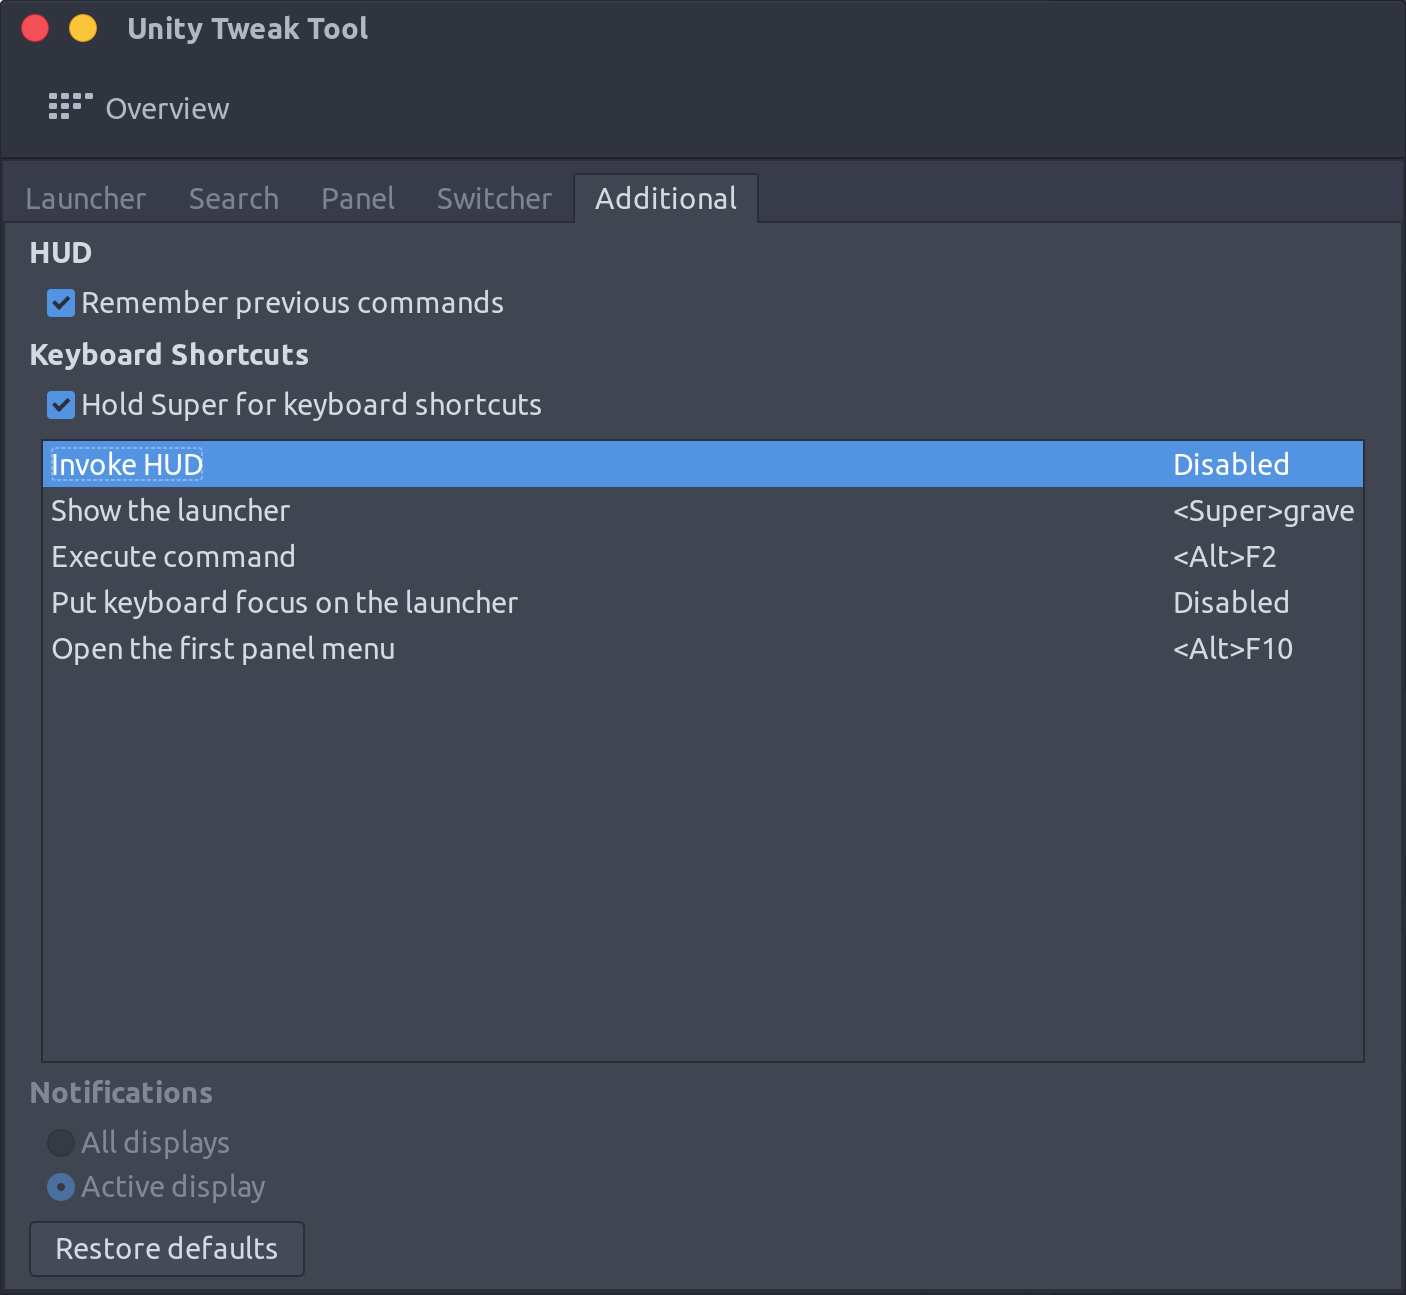 Unity Tweak Tool
Overview
Launcher Search Panel Switcher Additional
HUD
Remember previous commands
Keyboard Shortcuts
Hold Super for keyboard shortcuts
Invoke HUD Disabled
Show the launcher <Super>grave
Execute command <Alt>F2
Put keyboard focus on the launcher Disabled
Open the first panel menu <Alt>F10
Notifications
All displays
Active display
Restore defaults